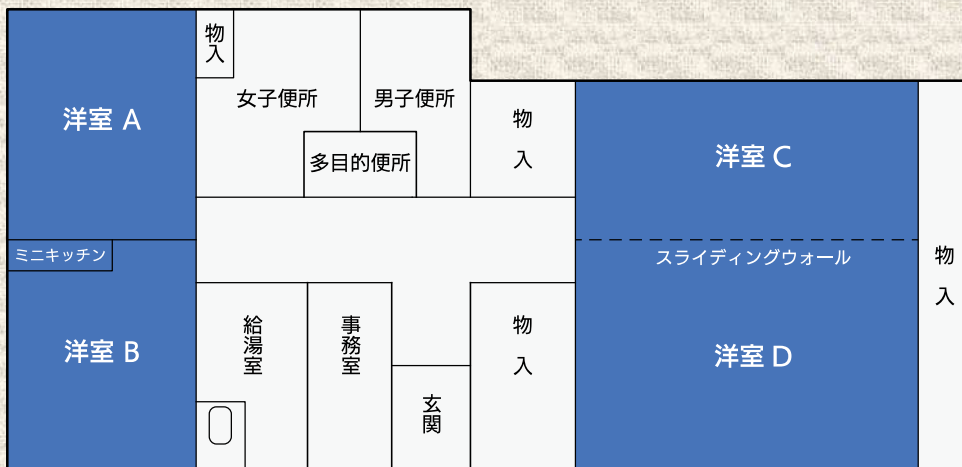 物入
女子便所
男子便所
洋室 A
物入
多目的便所
洋室 C
ミニキッチン
スライディングウォール
物入
洋室 B
給湯室
事務室
物入
洋室 D
玄関